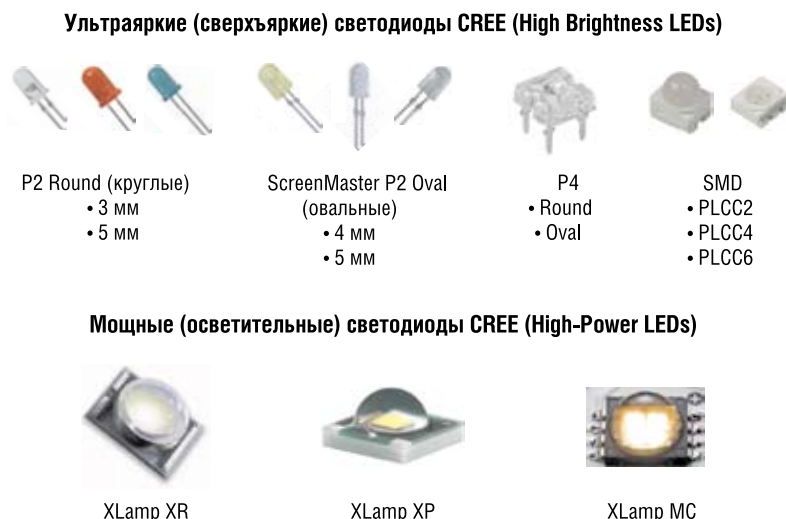 Ультраяркие (сверхъяркие) светодиоды CREE (High Brightness LEDs)
P2 Round (круглые)
• 3 мм
• 5 мм
ScreenMaster P2 Oval
(овальные)
• 4 мм
• 5 мм
P4
• Round
• Oval
SMD
• PLCC2
• PLCC4
• PLCC6
Мощные (осветительные) светодиоды CREE (High-Power LEDs)
XLamp XR
XLamp XP
XLamp MC